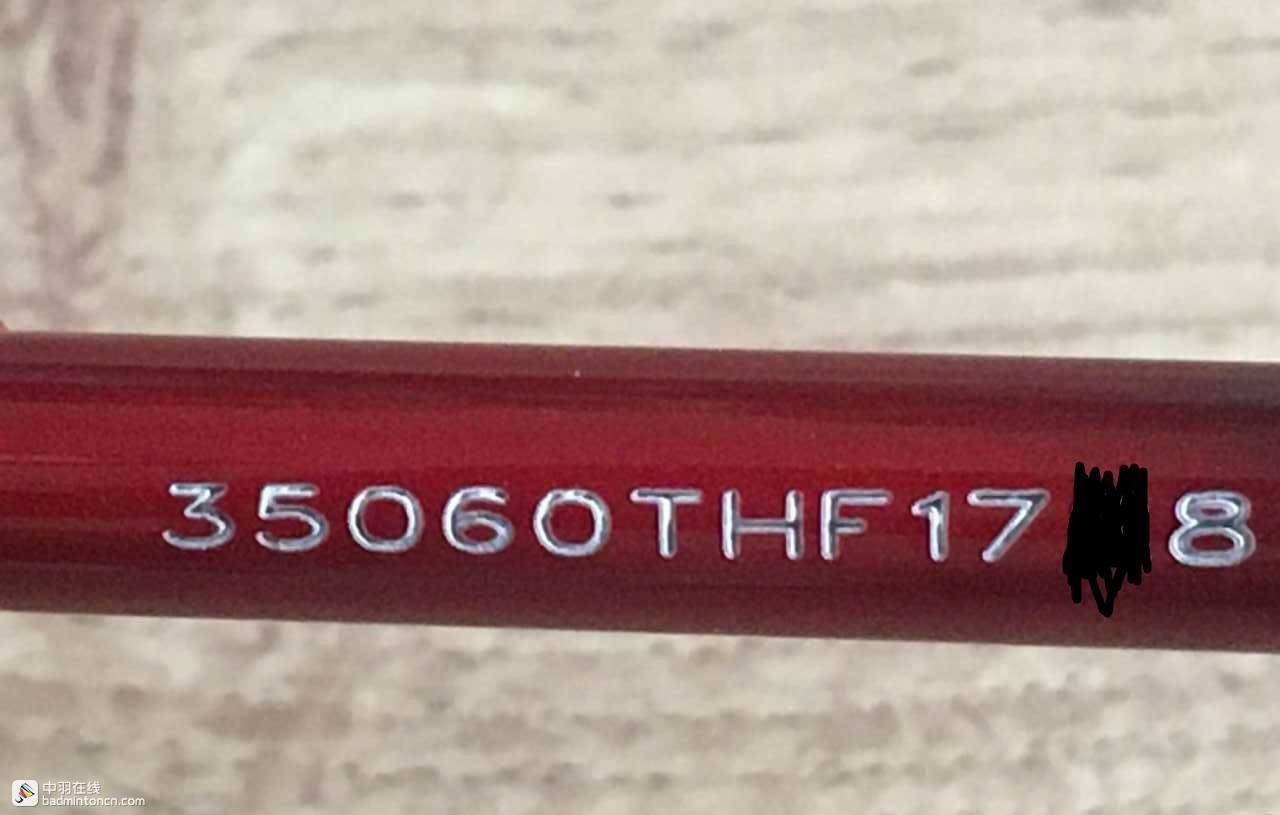 35060THF17 8
中羽在线
badmintoncn.com